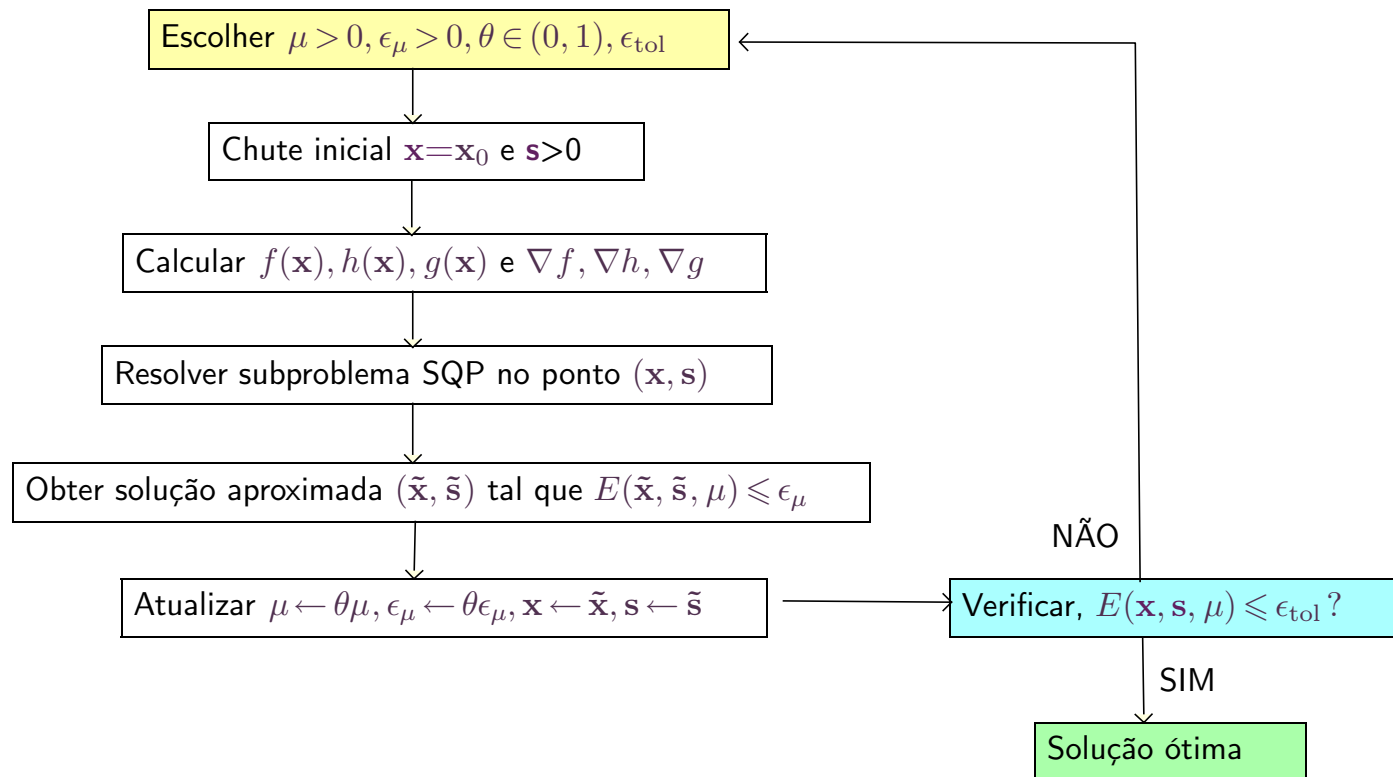 Escolher μ > 0, ϵ_μ > 0, θ ∈ (0, 1), ϵ_tol
Chute inicial x=x₀ e s>0
Calcular f(x), h(x), g(x) e ∇f, ∇h, ∇g
Resolver subproblema SQP no ponto (x, s)
Obter solução aproximada (x̃, s̃) tal que E(x̃, s̃, μ) ⩽ ϵ_μ
NÃO
Atualizar μ ← θμ, ϵ_μ ← θϵ_μ, x ← x̃, s ← s̃
Verificar, E(x, s, μ) ⩽ ϵ_tol ?
SIM
Solução ótima